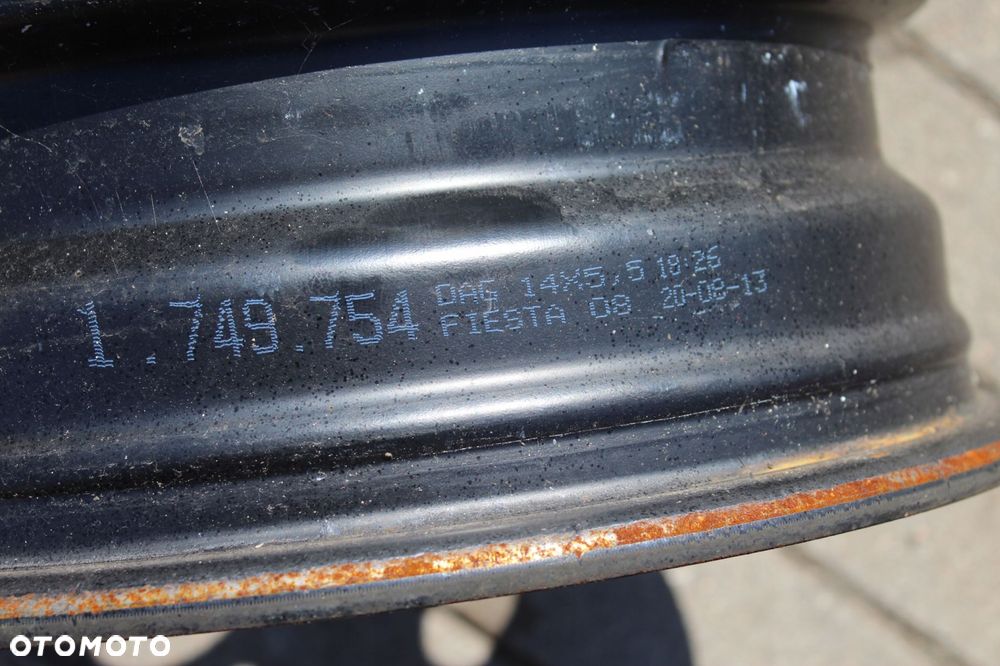 1.749.754
DAG 14X5,5 18:26
FIESTA 08 20-08-13
OTOMOTO